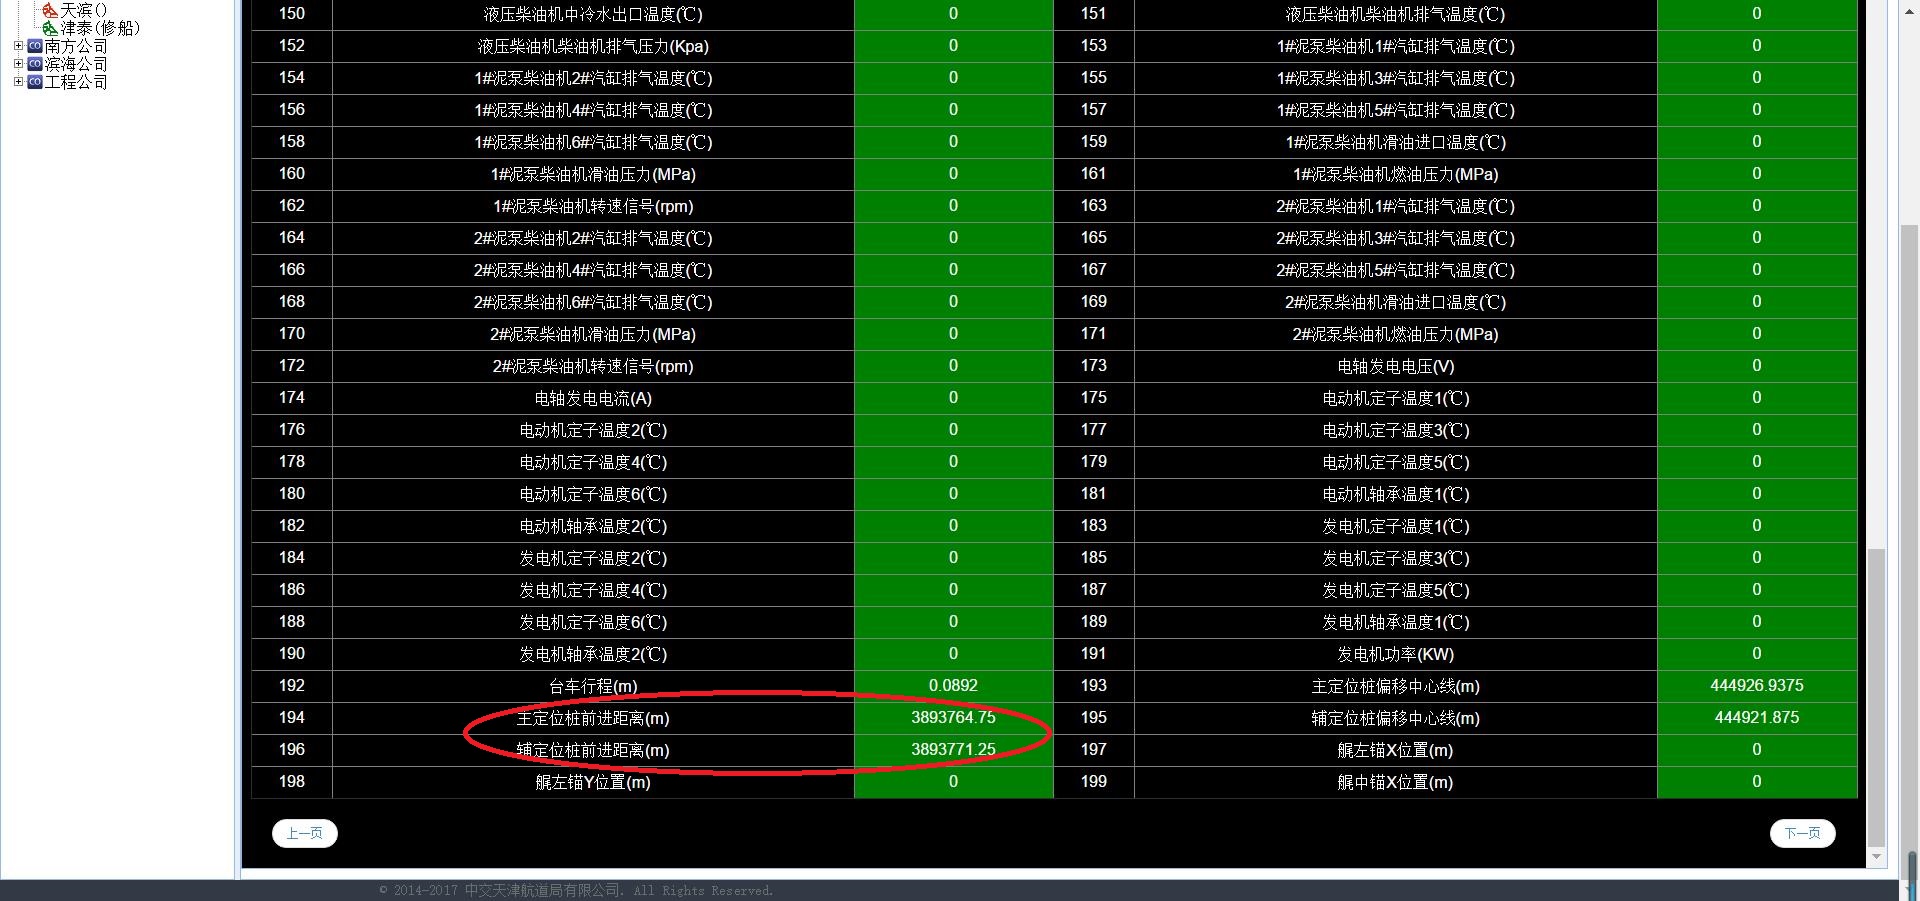 天滨()
津泰(修船)
南方公司
滨海公司
工程公司
150 液压柴油机中冷水出口温度(℃) 0 151 液压柴油机柴油机排气温度(℃) 0
152 液压柴油机柴油机排气压力(Kpa) 0 153 1#泥泵柴油机1#汽缸排气温度(℃) 0
154 1#泥泵柴油机2#汽缸排气温度(℃) 0 155 1#泥泵柴油机3#汽缸排气温度(℃) 0
156 1#泥泵柴油机4#汽缸排气温度(℃) 0 157 1#泥泵柴油机5#汽缸排气温度(℃) 0
158 1#泥泵柴油机6#汽缸排气温度(℃) 0 159 1#泥泵柴油机滑油进口温度(℃) 0
160 1#泥泵柴油机滑油压力(MPa) 0 161 1#泥泵柴油机燃油压力(MPa) 0
162 1#泥泵柴油机转速信号(rpm) 0 163 2#泥泵柴油机1#汽缸排气温度(℃) 0
164 2#泥泵柴油机2#汽缸排气温度(℃) 0 165 2#泥泵柴油机3#汽缸排气温度(℃) 0
166 2#泥泵柴油机4#汽缸排气温度(℃) 0 167 2#泥泵柴油机5#汽缸排气温度(℃) 0
168 2#泥泵柴油机6#汽缸排气温度(℃) 0 169 2#泥泵柴油机滑油进口温度(℃) 0
170 2#泥泵柴油机滑油压力(MPa) 0 171 2#泥泵柴油机燃油压力(MPa) 0
172 2#泥泵柴油机转速信号(rpm) 0 173 电轴发电电压(V) 0
174 电轴发电电流(A) 0 175 电动机定子温度1(℃) 0
176 电动机定子温度2(℃) 0 177 电动机定子温度3(℃) 0
178 电动机定子温度4(℃) 0 179 电动机定子温度5(℃) 0
180 电动机定子温度6(℃) 0 181 电动机轴承温度1(℃) 0
182 电动机轴承温度2(℃) 0 183 发电机定子温度1(℃) 0
184 发电机定子温度2(℃) 0 185 发电机定子温度3(℃) 0
186 发电机定子温度4(℃) 0 187 发电机定子温度5(℃) 0
188 发电机定子温度6(℃) 0 189 发电机轴承温度1(℃) 0
190 发电机轴承温度2(℃) 0 191 发电机功率(KW) 0
192 台车行程(m) 0.0892 193 主定位桩偏移中心线(m) 444926.9375
194 主定位桩前进距离(m) 3893764.75 195 辅定位桩偏移中心线(m) 444921.875
196 辅定位桩前进距离(m) 3893771.25 197 艉左锚X位置(m) 0
198 艉左锚Y位置(m) 0 199 艉中锚X位置(m) 0
上一页 下一页
© 2014-2017 中交天津航道局有限公司. All Rights Reserved.